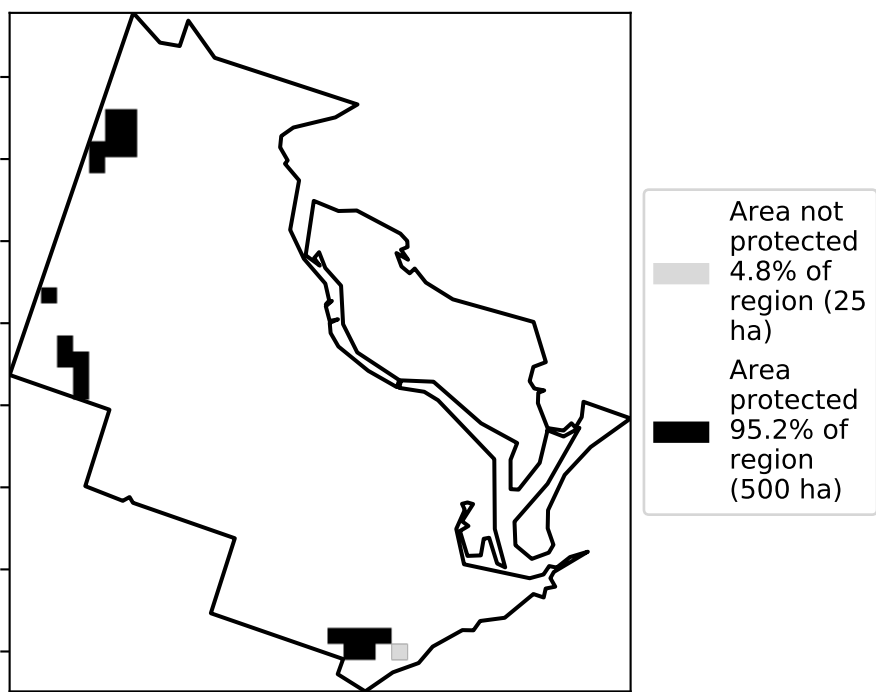 Area not
protected
4.8% of
region (25
ha)
Area
protected
95.2% of
region
(500 ha)